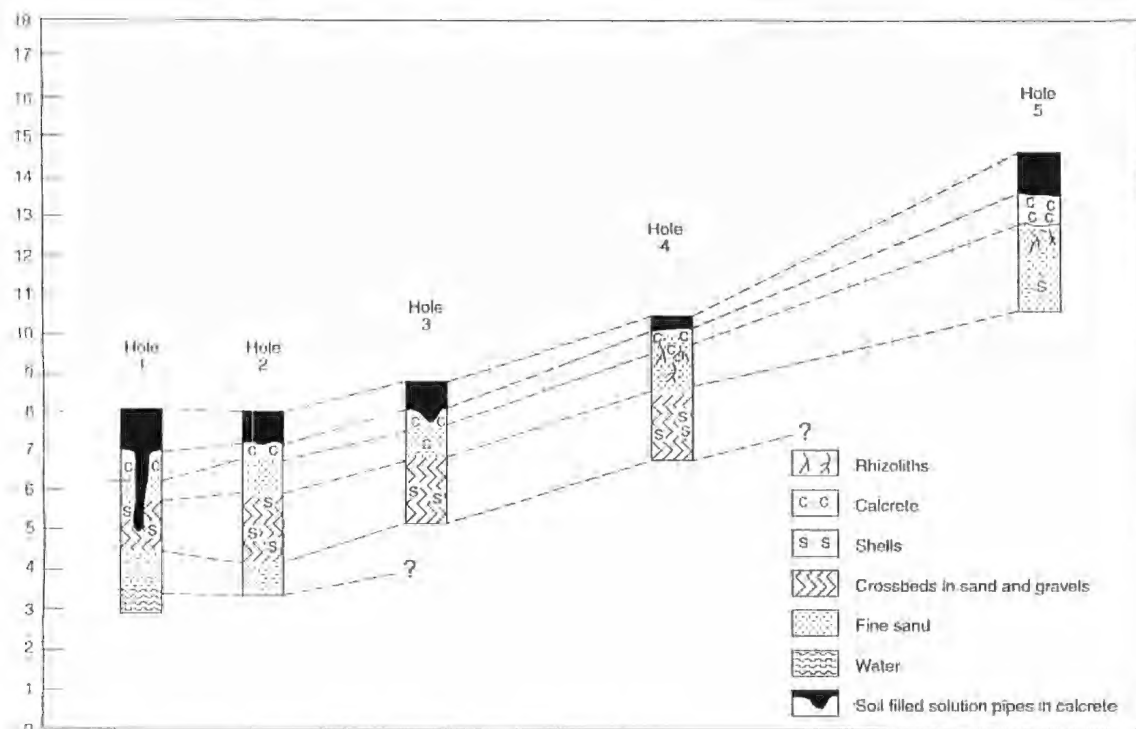 18
17
16
15
14
13
12
11
10
9
8
7
6
5
4
3
2
1
0
Hole
1
Hole
2
Hole
3
Hole
4
Hole
5
C C
S
S
S
C C
S
S
S
C C
C
S
S
S
C C
C
S
S
S
C C
C C
S
?
?
Rhizoliths
C C Calcrete
S S Shells
Crossbeds in sand and gravels
Fine sand
Water
Soil filled solution pipes in calcrete